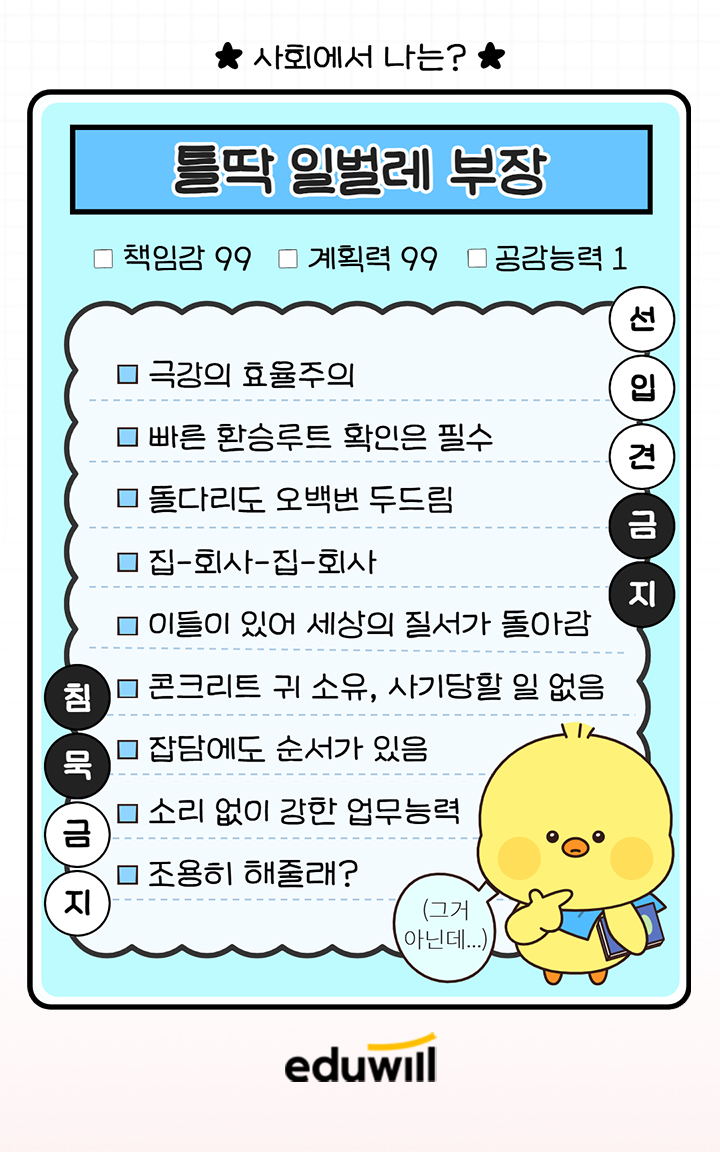 ★ 사회에서 나는? ★
틀딱 일벌레 부장
책임감 99 계획력 99 공감능력 1
선입견금지
극강의 효율주의
빠른 환승루트 확인은 필수
돌다리도 오백번 두드림
집-회사-집-회사
이들이 있어 세상의 질서가 돌아감
콘크리트 귀 소유, 사기당할 일 없음
잡담에도 순서가 있음
소리 없이 강한 업무능력
조용히 해줄래?
침묵금지
(그거
아닌데...)
eduwill